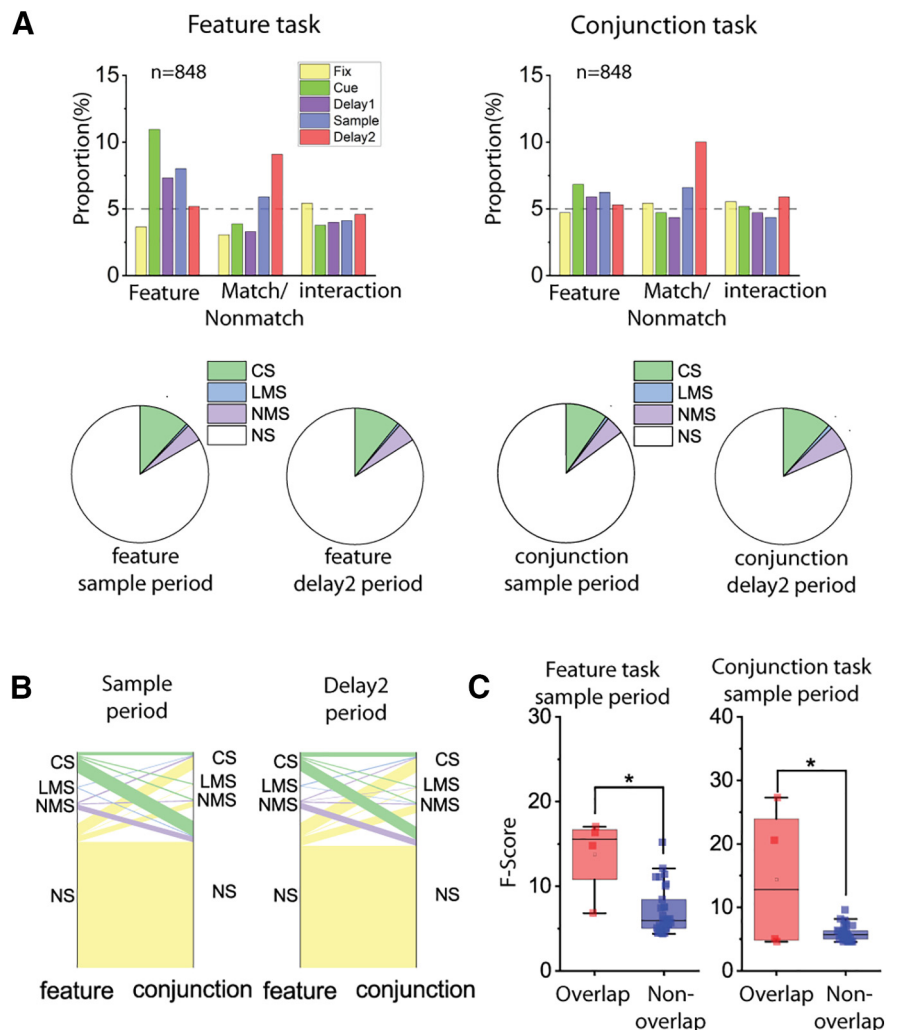 A
Feature task
Conjunction task
Proportion(%)
15
10
5
0
n=848
Fix
Cue
Delay1
Sample
Delay2
Feature
Match/
Nonmatch
interaction
Proportion(%)
15
10
5
0
n=848
Feature
Match/
Nonmatch
interaction
CS
LMS
NMS
NS
CS
LMS
NMS
NS
feature
sample period
feature
delay2 period
conjunction
sample period
conjunction
delay2 period
B
Sample
period
Delay2
period
CS
LMS
NMS
NS
CS
LMS
NMS
NS
CS
LMS
NMS
NS
CS
LMS
NMS
NS
feature
conjunction
feature
conjunction
C
Feature task
sample period
Conjunction task
sample period
F-Score
30
20
10
0
*
Overlap
Non-
overlap
40
30
20
10
0
*
Overlap
Non-
overlap